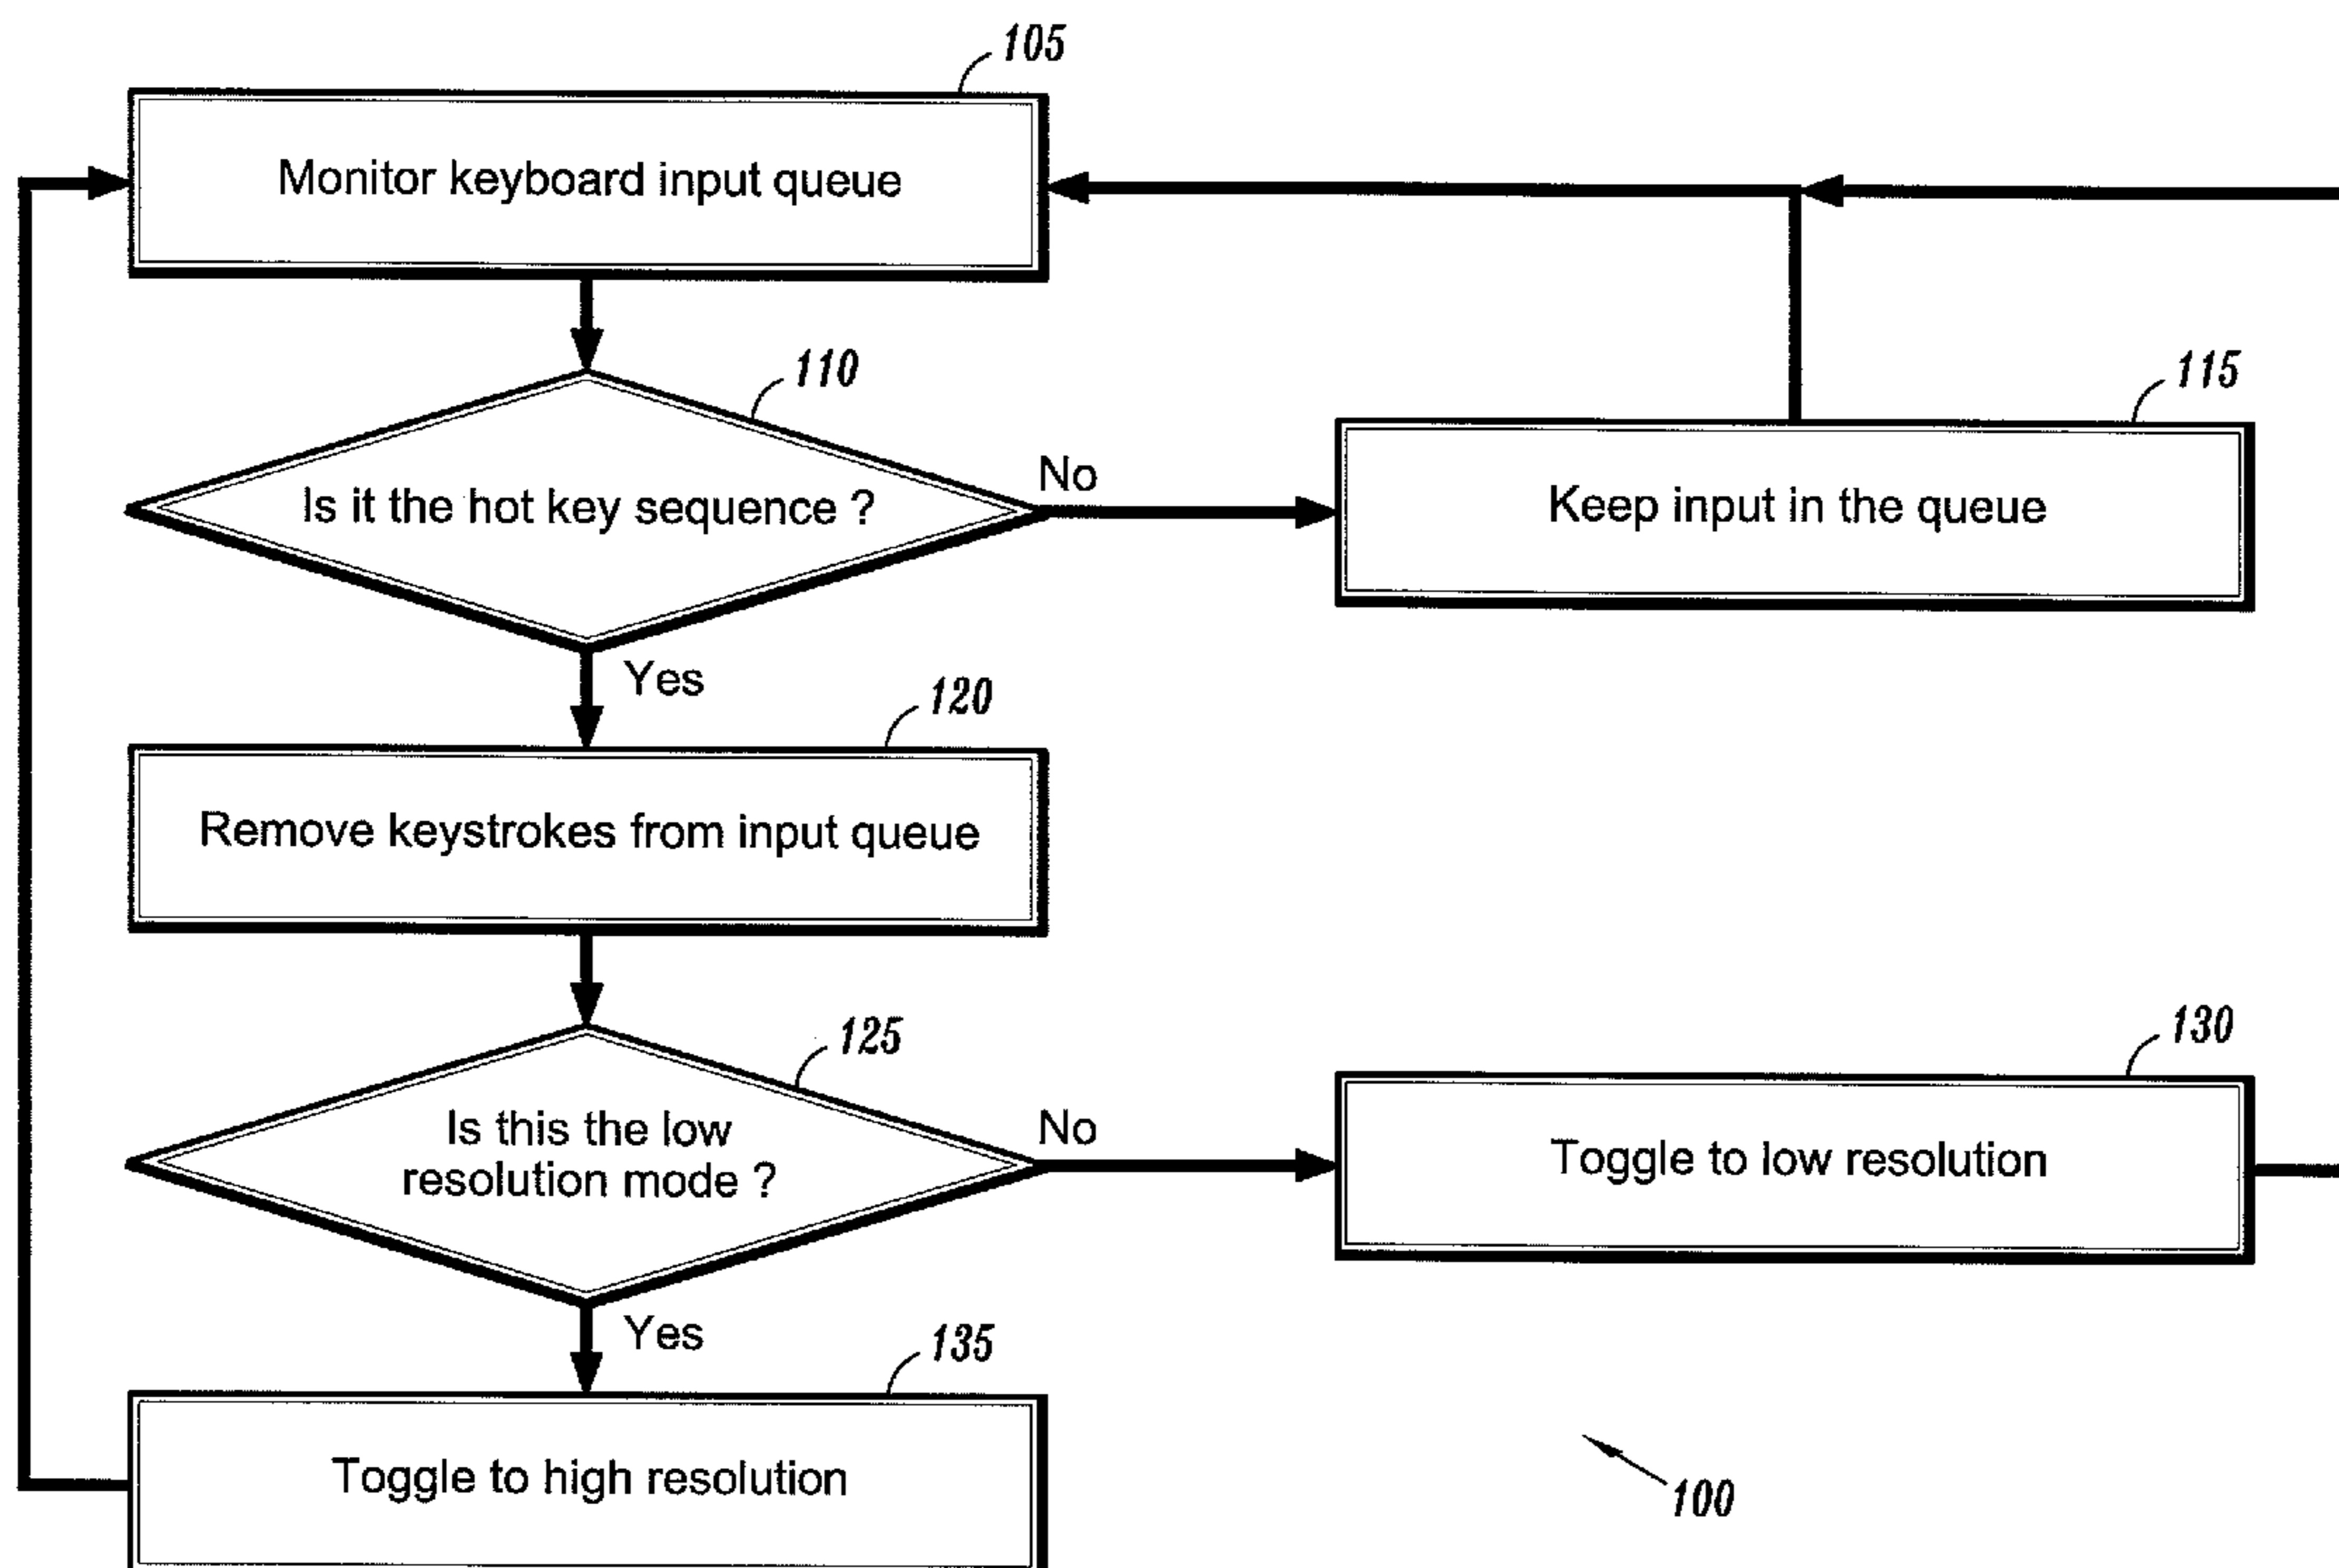 105
Monitor keyboard input queue
110
Is it the hot key sequence ?
No
115
Keep input in the queue
Yes
120
Remove keystrokes from input queue
125
Is this the low
resolution mode ?
No
130
Toggle to low resolution
Yes
135
Toggle to high resolution
100